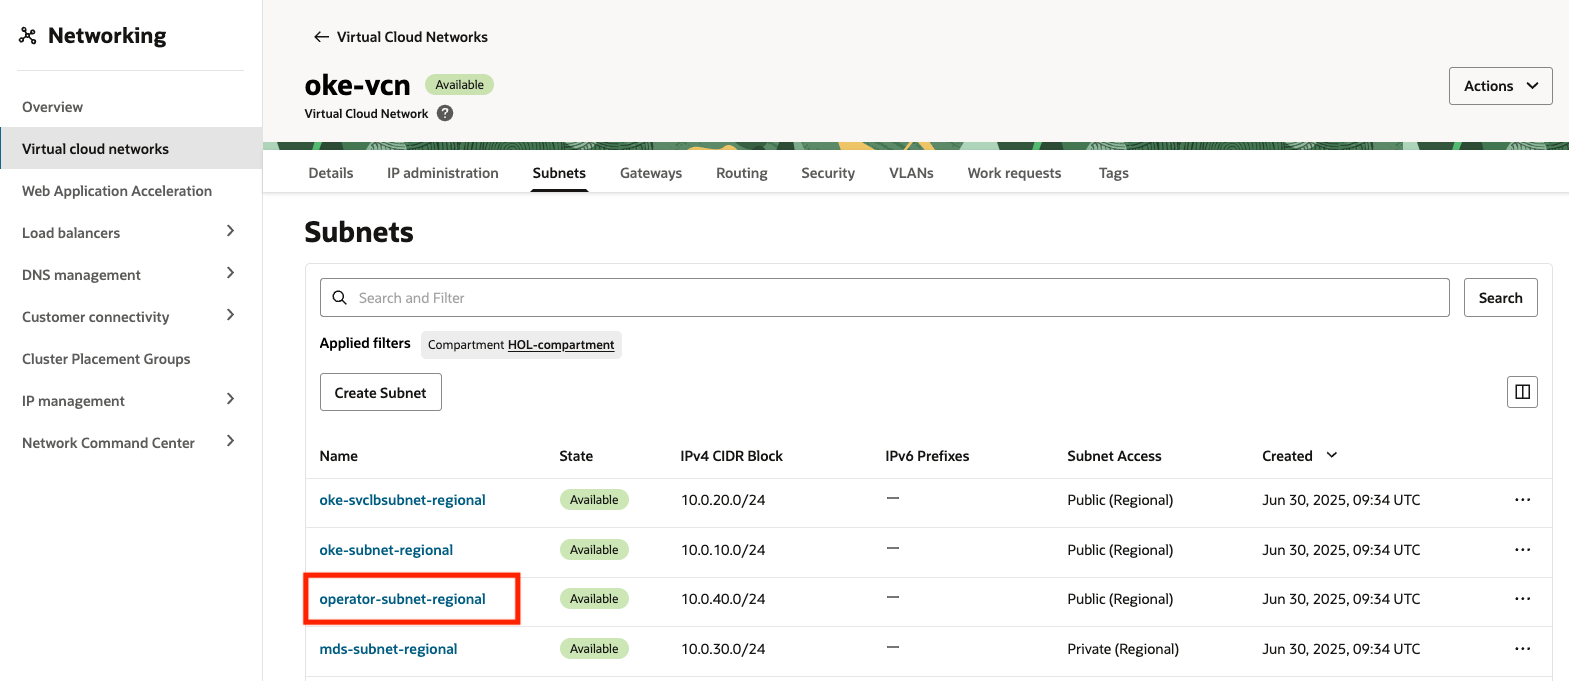 Networking
Overview
Virtual cloud networks
Web Application Acceleration
Load balancers
DNS management
Customer connectivity
Cluster Placement Groups
IP management
Network Command Center
Virtual Cloud Networks
oke-vcn Available
Virtual Cloud Network ?
Actions
Details IP administration Subnets Gateways Routing Security VLANs Work requests Tags
Subnets
Search and Filter Search
Applied filters Compartment HOL-compartment
Create Subnet
Name State IPv4 CIDR Block IPv6 Prefixes Subnet Access Created
oke-svclbsubnet-regional Available 10.0.20.0/24 — Public (Regional) Jun 30, 2025, 09:34 UTC ...
oke-subnet-regional Available 10.0.10.0/24 — Public (Regional) Jun 30, 2025, 09:34 UTC ...
operator-subnet-regional Available 10.0.40.0/24 — Public (Regional) Jun 30, 2025, 09:34 UTC ...
mds-subnet-regional Available 10.0.30.0/24 — Private (Regional) Jun 30, 2025, 09:34 UTC ...